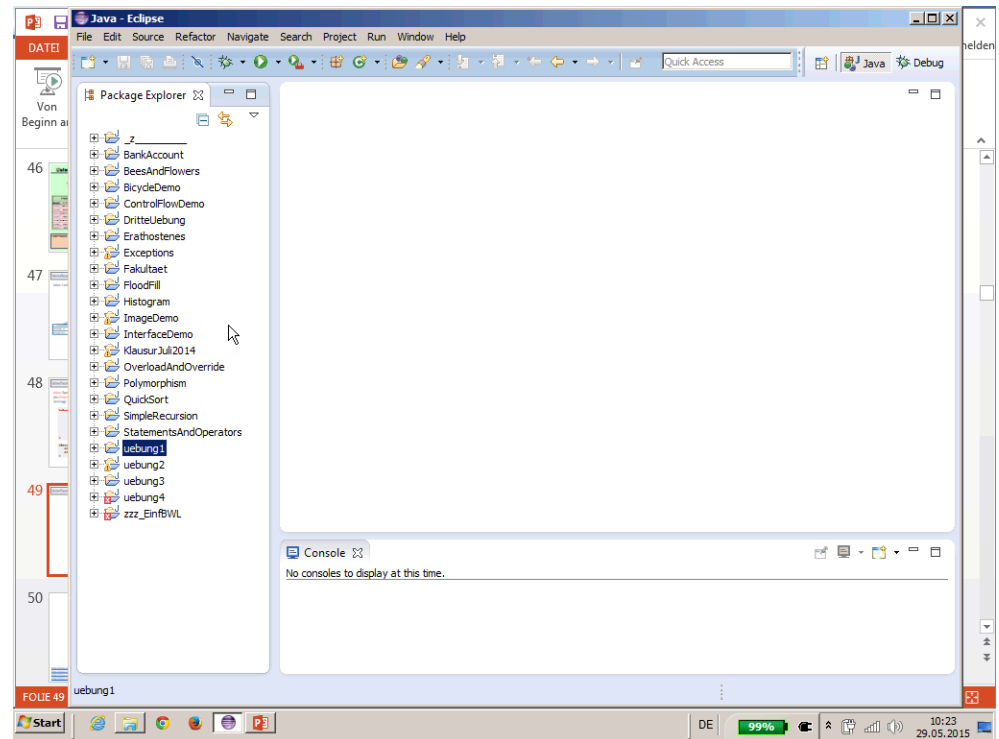 Java - Eclipse
File Edit Source Refactor Navigate Search Project Run Window Help
DATEI
elden
Quick Access
Java
Debug
Von
Beginn a
Package Explorer
_z________
BankAccount
BeesAndFlowers
BicycleDemo
ControlFlowDemo
DritteUebung
Erathostenes
Exceptions
Fakultaet
FloodFill
Histogram
ImageDemo
InterfaceDemo
KlausurJuli2014
OverloadAndOverride
Polymorphism
QuickSort
SimpleRecursion
StatementsAndOperators
uebung1
uebung2
uebung3
uebung4
zzz_EinfBWL
46
47
48
49
50
Console
No consoles to display at this time.
FOLIE 49
uebung1
Start
DE
99%
10:23
29.05.2015